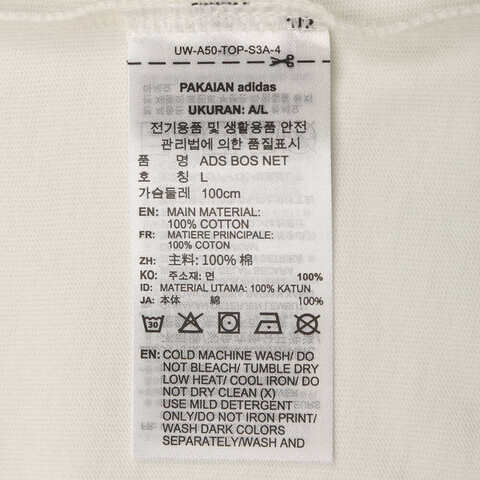 UW-A50-TOP-S3A-4
PAKAIAN adidas
UKURAN: A/L
전기용품 및 생활용품 안전
관리법에 의한 품질표시
품 명 ADS BOS NET
호 칭 L
가슴둘레 100cm
EN: MAIN MATERIAL:
100% COTTON
FR: MATIERE PRINCIPALE:
100% COTON
ZH: 主料: 100% 棉
KO: 주소재: 면 100%
ID: MATERIAL UTAMA: 100% KATUN
JA: 本体 綿 100%
30
EN: COLD MACHINE WASH/ DO
NOT BLEACH/ TUMBLE DRY
LOW HEAT/ COOL IRON/ DO
NOT DRY CLEAN (X)
USE MILD DETERGENT
ONLY/DO NOT IRON PRINT/
WASH DARK COLORS
SEPARATELY/WASH AND